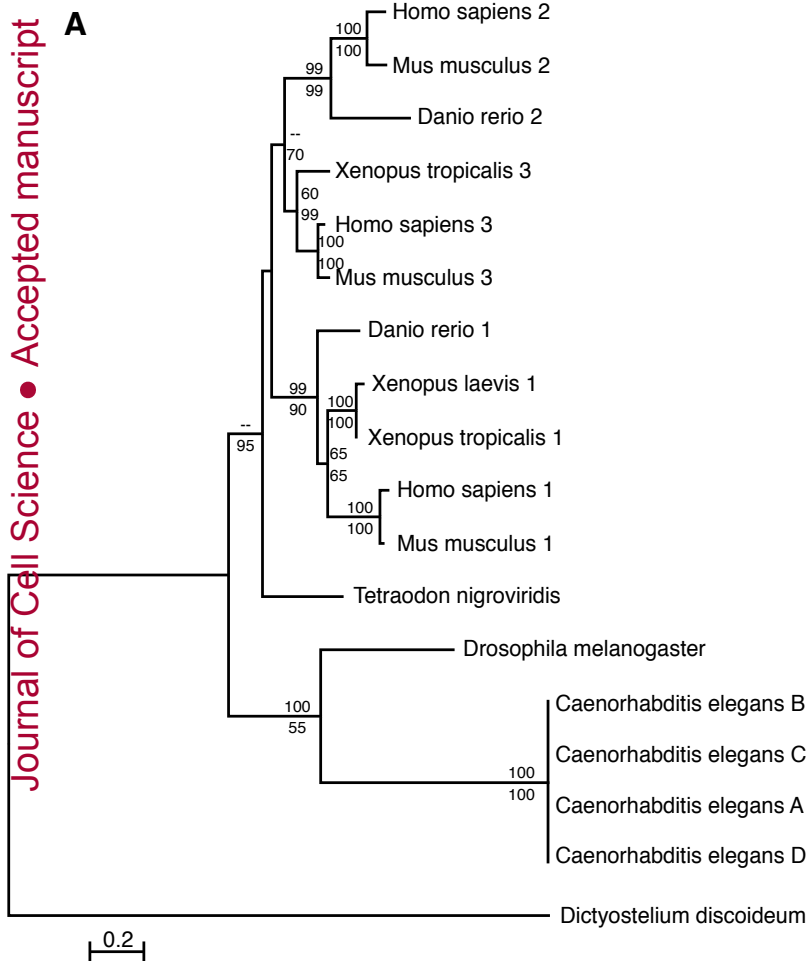 Journal of Cell Science ● Accepted manuscript
A
Homo sapiens 2
100
100
Mus musculus 2
99
99
Danio rerio 2
--
70
Xenopus tropicalis 3
60
99
Homo sapiens 3
100
100
Mus musculus 3
Danio rerio 1
Xenopus laevis 1
99
90
100
100
Xenopus tropicalis 1
--
95
65
65
Homo sapiens 1
100
100
Mus musculus 1
Tetraodon nigroviridis
Drosophila melanogaster
100
55
Caenorhabditis elegans B
Caenorhabditis elegans C
100
100
Caenorhabditis elegans A
Caenorhabditis elegans D
Dictyostelium discoideum
0.2